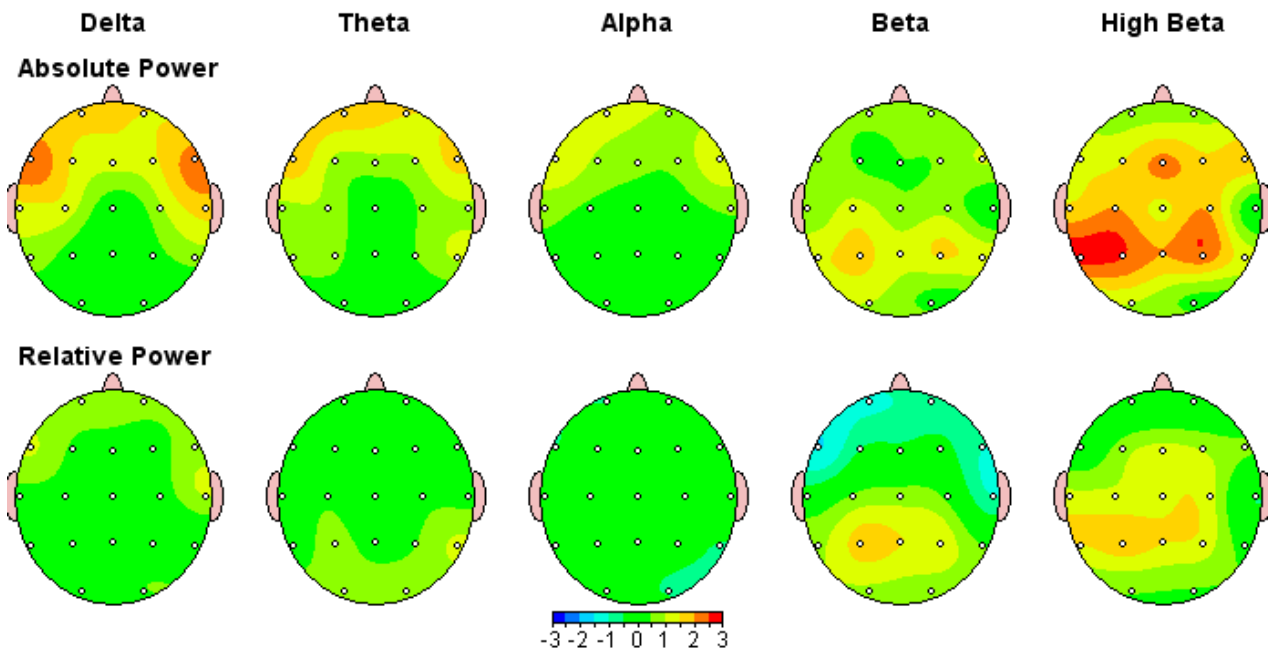 Delta Theta Alpha Beta High Beta
Absolute Power
Relative Power
-3 -2 -1 0 1 2 3